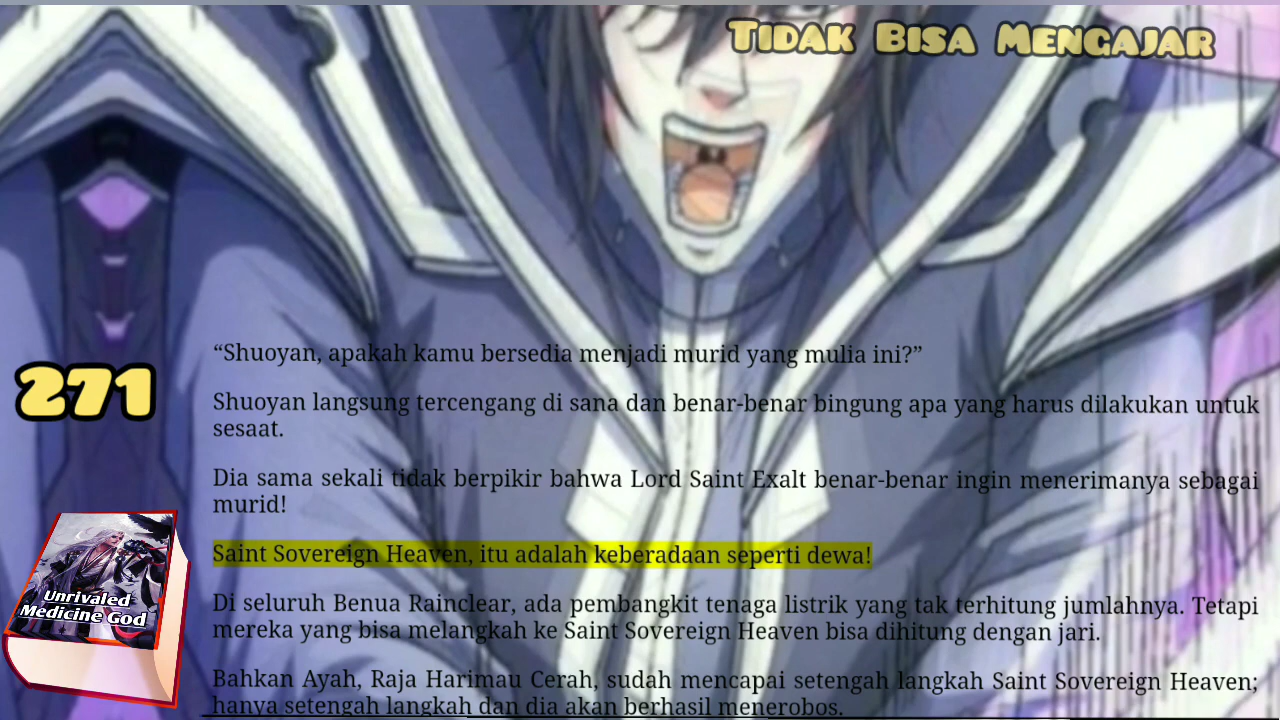 Tidak Bisa Mengajar
“Shuoyan, apakah kamu bersedia menjadi murid yang mulia ini?”
Shuoyan langsung tercengang di sana dan benar-benar bingung apa yang harus dilakukan untuk
sesaat.
Dia sama sekali tidak berpikir bahwa Lord Saint Exalt benar-benar ingin menerimanya sebagai
murid!
Saint Sovereign Heaven, itu adalah keberadaan seperti dewa!
Di seluruh Benua Rainclear, ada pembangkit tenaga listrik yang tak terhitung jumlahnya. Tetapi
mereka yang bisa melangkah ke Saint Sovereign Heaven bisa dihitung dengan jari.
Bahkan Ayah, Raja Harimau Cerah, sudah mencapai setengah langkah Saint Sovereign Heaven;
hanya setengah langkah dan dia akan berhasil menerobos.
271
Unrivaled
Medicine God